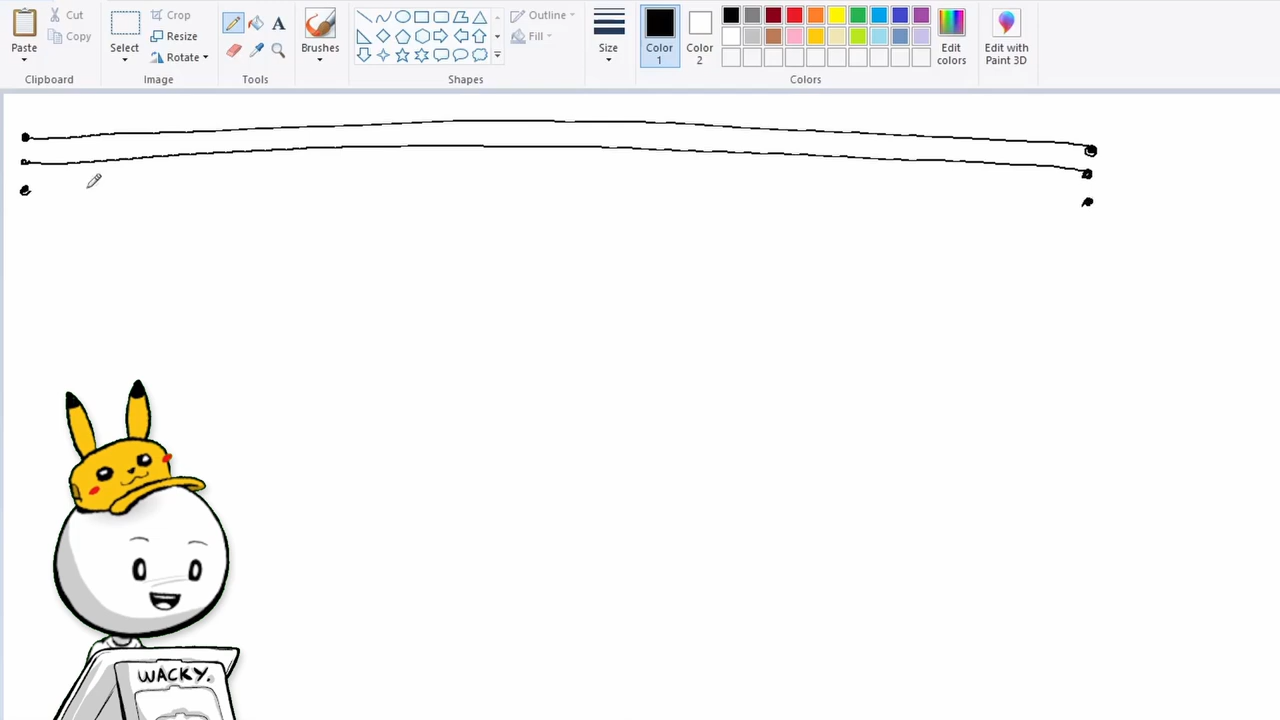 Paste
Cut
Copy
Clipboard
Select
Crop
Resize
Rotate
Image
A
Tools
Brushes
Shapes
Outline
Fill
Size
Color
1
Color
2
Edit
colors
Colors
Edit with
Paint 3D
WACKY.